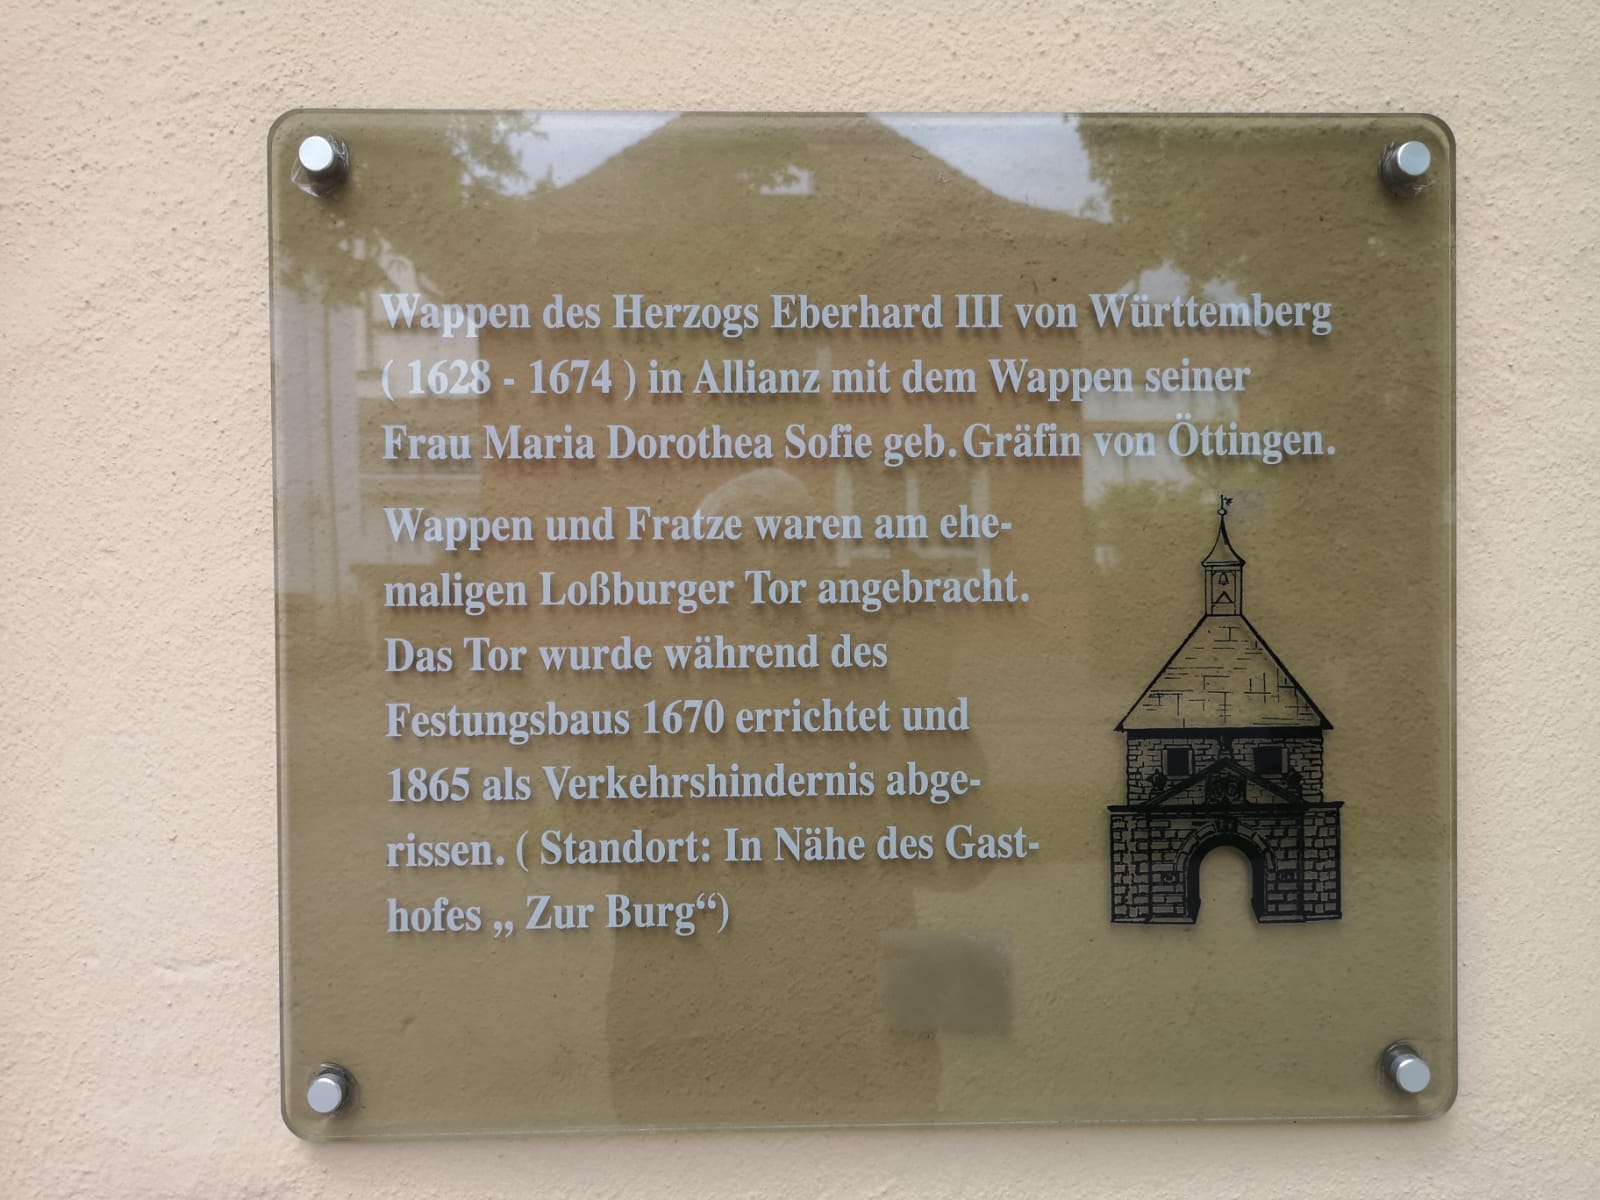 Wappen des Herzogs Eberhard III von Württemberg
( 1628 - 1674 ) in Allianz mit dem Wappen seiner
Frau Maria Dorothea Sofie geb. Gräfin von Öttingen.
Wappen und Fratze waren am ehe-
maligen Loßburger Tor angebracht.
Das Tor wurde während des
Festungsbaus 1670 errichtet und
1865 als Verkehrshindernis abge-
rissen. ( Standort: In Nähe des Gast-
hofes „ Zur Burg“)